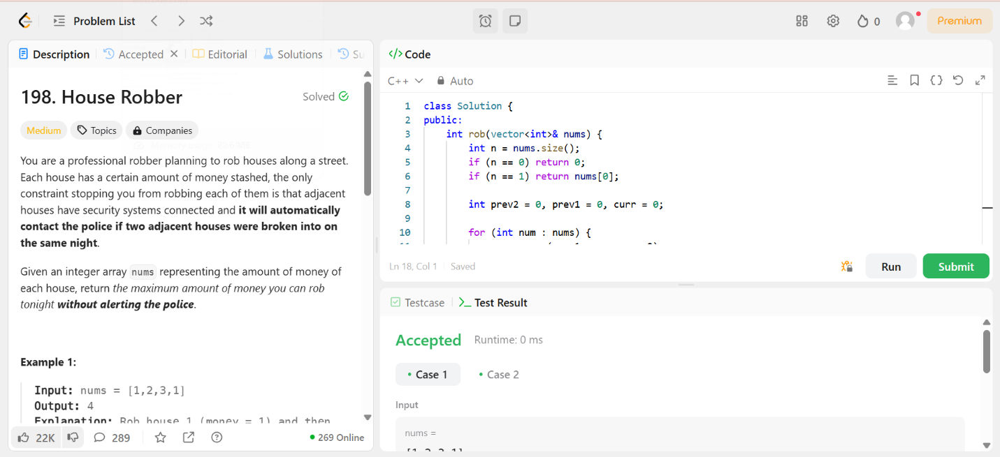 Problem List
0
Premium
Description
Accepted
Editorial
Solutions
Su
198. House Robber
Solved
Medium
Topics
Companies
You are a professional robber planning to rob houses along a street.
Each house has a certain amount of money stashed, the only
constraint stopping you from robbing each of them is that adjacent
houses have security systems connected and it will automatically
contact the police if two adjacent houses were broken into on
the same night.
Given an integer array nums representing the amount of money of
each house, return the maximum amount of money you can rob
tonight without alerting the police.
Example 1:
Input: nums = [1,2,3,1]
Output: 4
Explanation: Rob house 1 (money = 1) and then
22K
289
269 Online
</> Code
C++
Auto
1 class Solution {
2 public:
3 int rob(vector<int>& nums) {
4 int n = nums.size();
5 if (n == 0) return 0;
6 if (n == 1) return nums[0];
7
8 int prev2 = 0, prev1 = 0, curr = 0;
9
10 for (int num : nums) {
Ln 18, Col 1
Saved
Run
Submit
Testcase
Test Result
Accepted
Runtime: 0 ms
Case 1
Case 2
Input
nums =
[1,2,3,1]